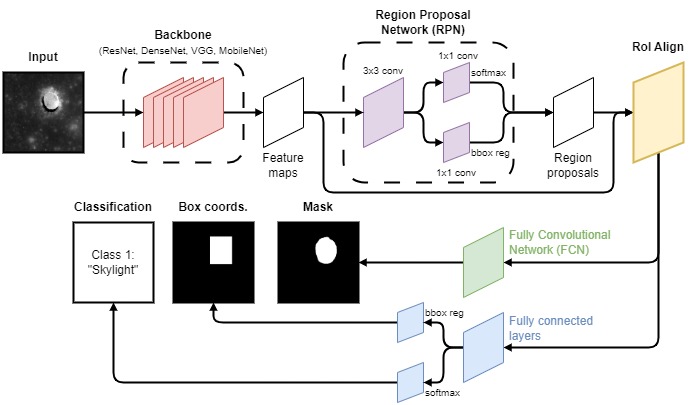 Input
Backbone
(ResNet, DenseNet, VGG, MobileNet)
Region Proposal
Network (RPN)
3x3 conv
1x1 conv
softmax
bbox reg
1x1 conv
Feature
maps
Region
proposals
RoI Align
Classification
Class 1:
"Skylight"
Box coords.
Mask
Fully Convolutional
Network (FCN)
bbox reg
Fully connected
layers
softmax